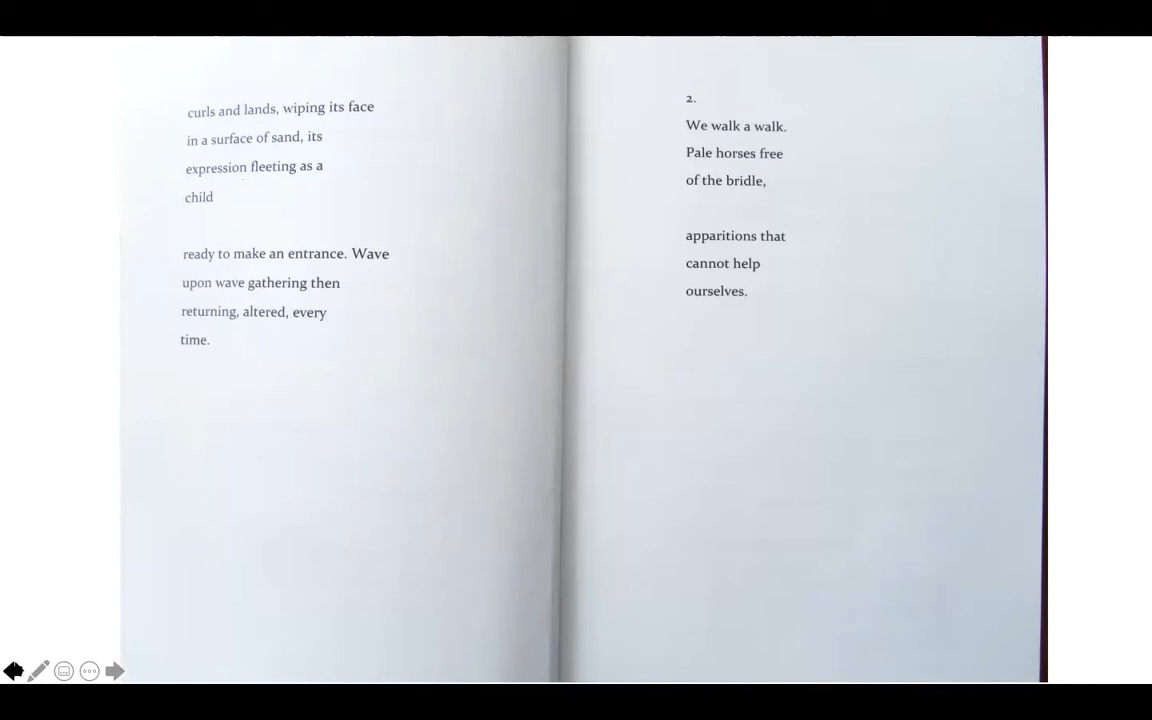 curls and lands, wiping its face
in a surface of sand, its
expression fleeting as a
child
ready to make an entrance. Wave
upon wave gathering then
returning, altered, every
time.
2.
We walk a walk.
Pale horses free
of the bridle,
apparitions that
cannot help
ourselves.